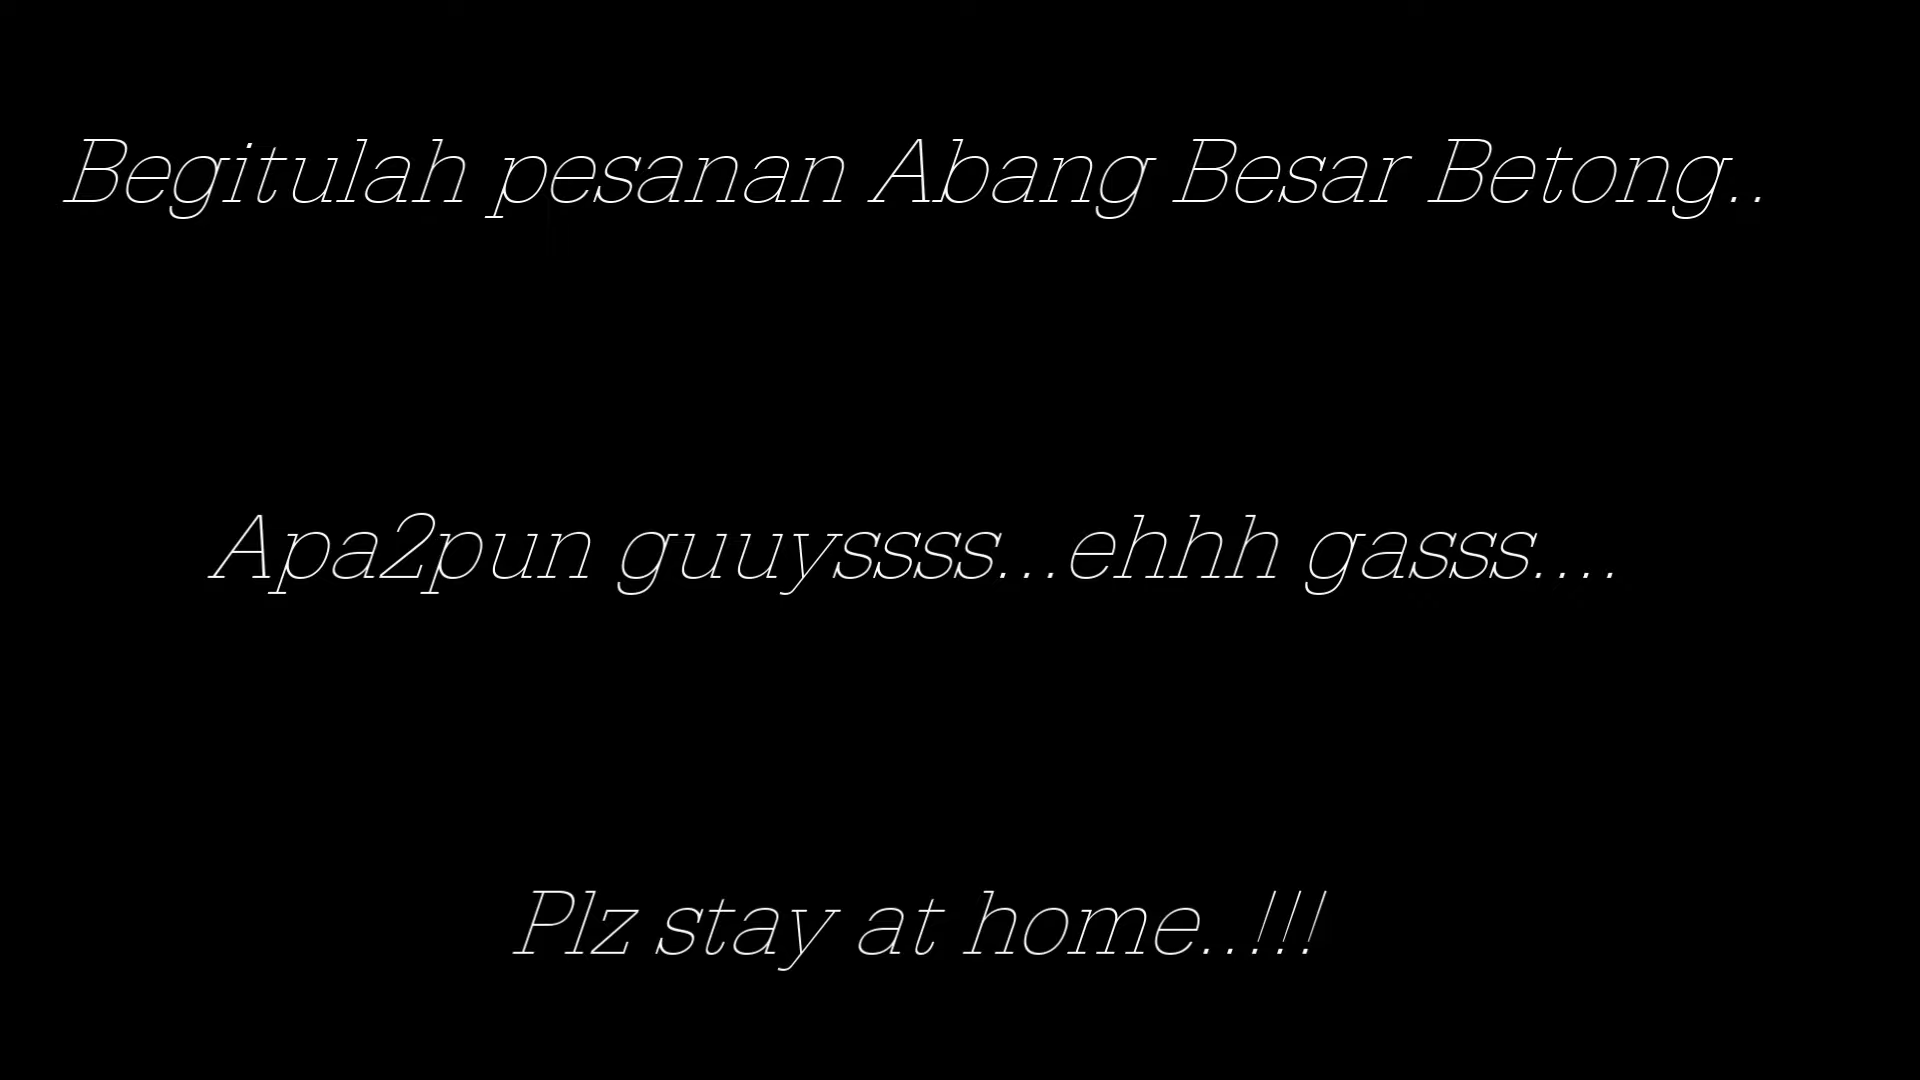 Begitulah pesanan Abang Besar Betong..
Apa2pun guuyssss...ehhh gasss....
Plz stay at home..!!!